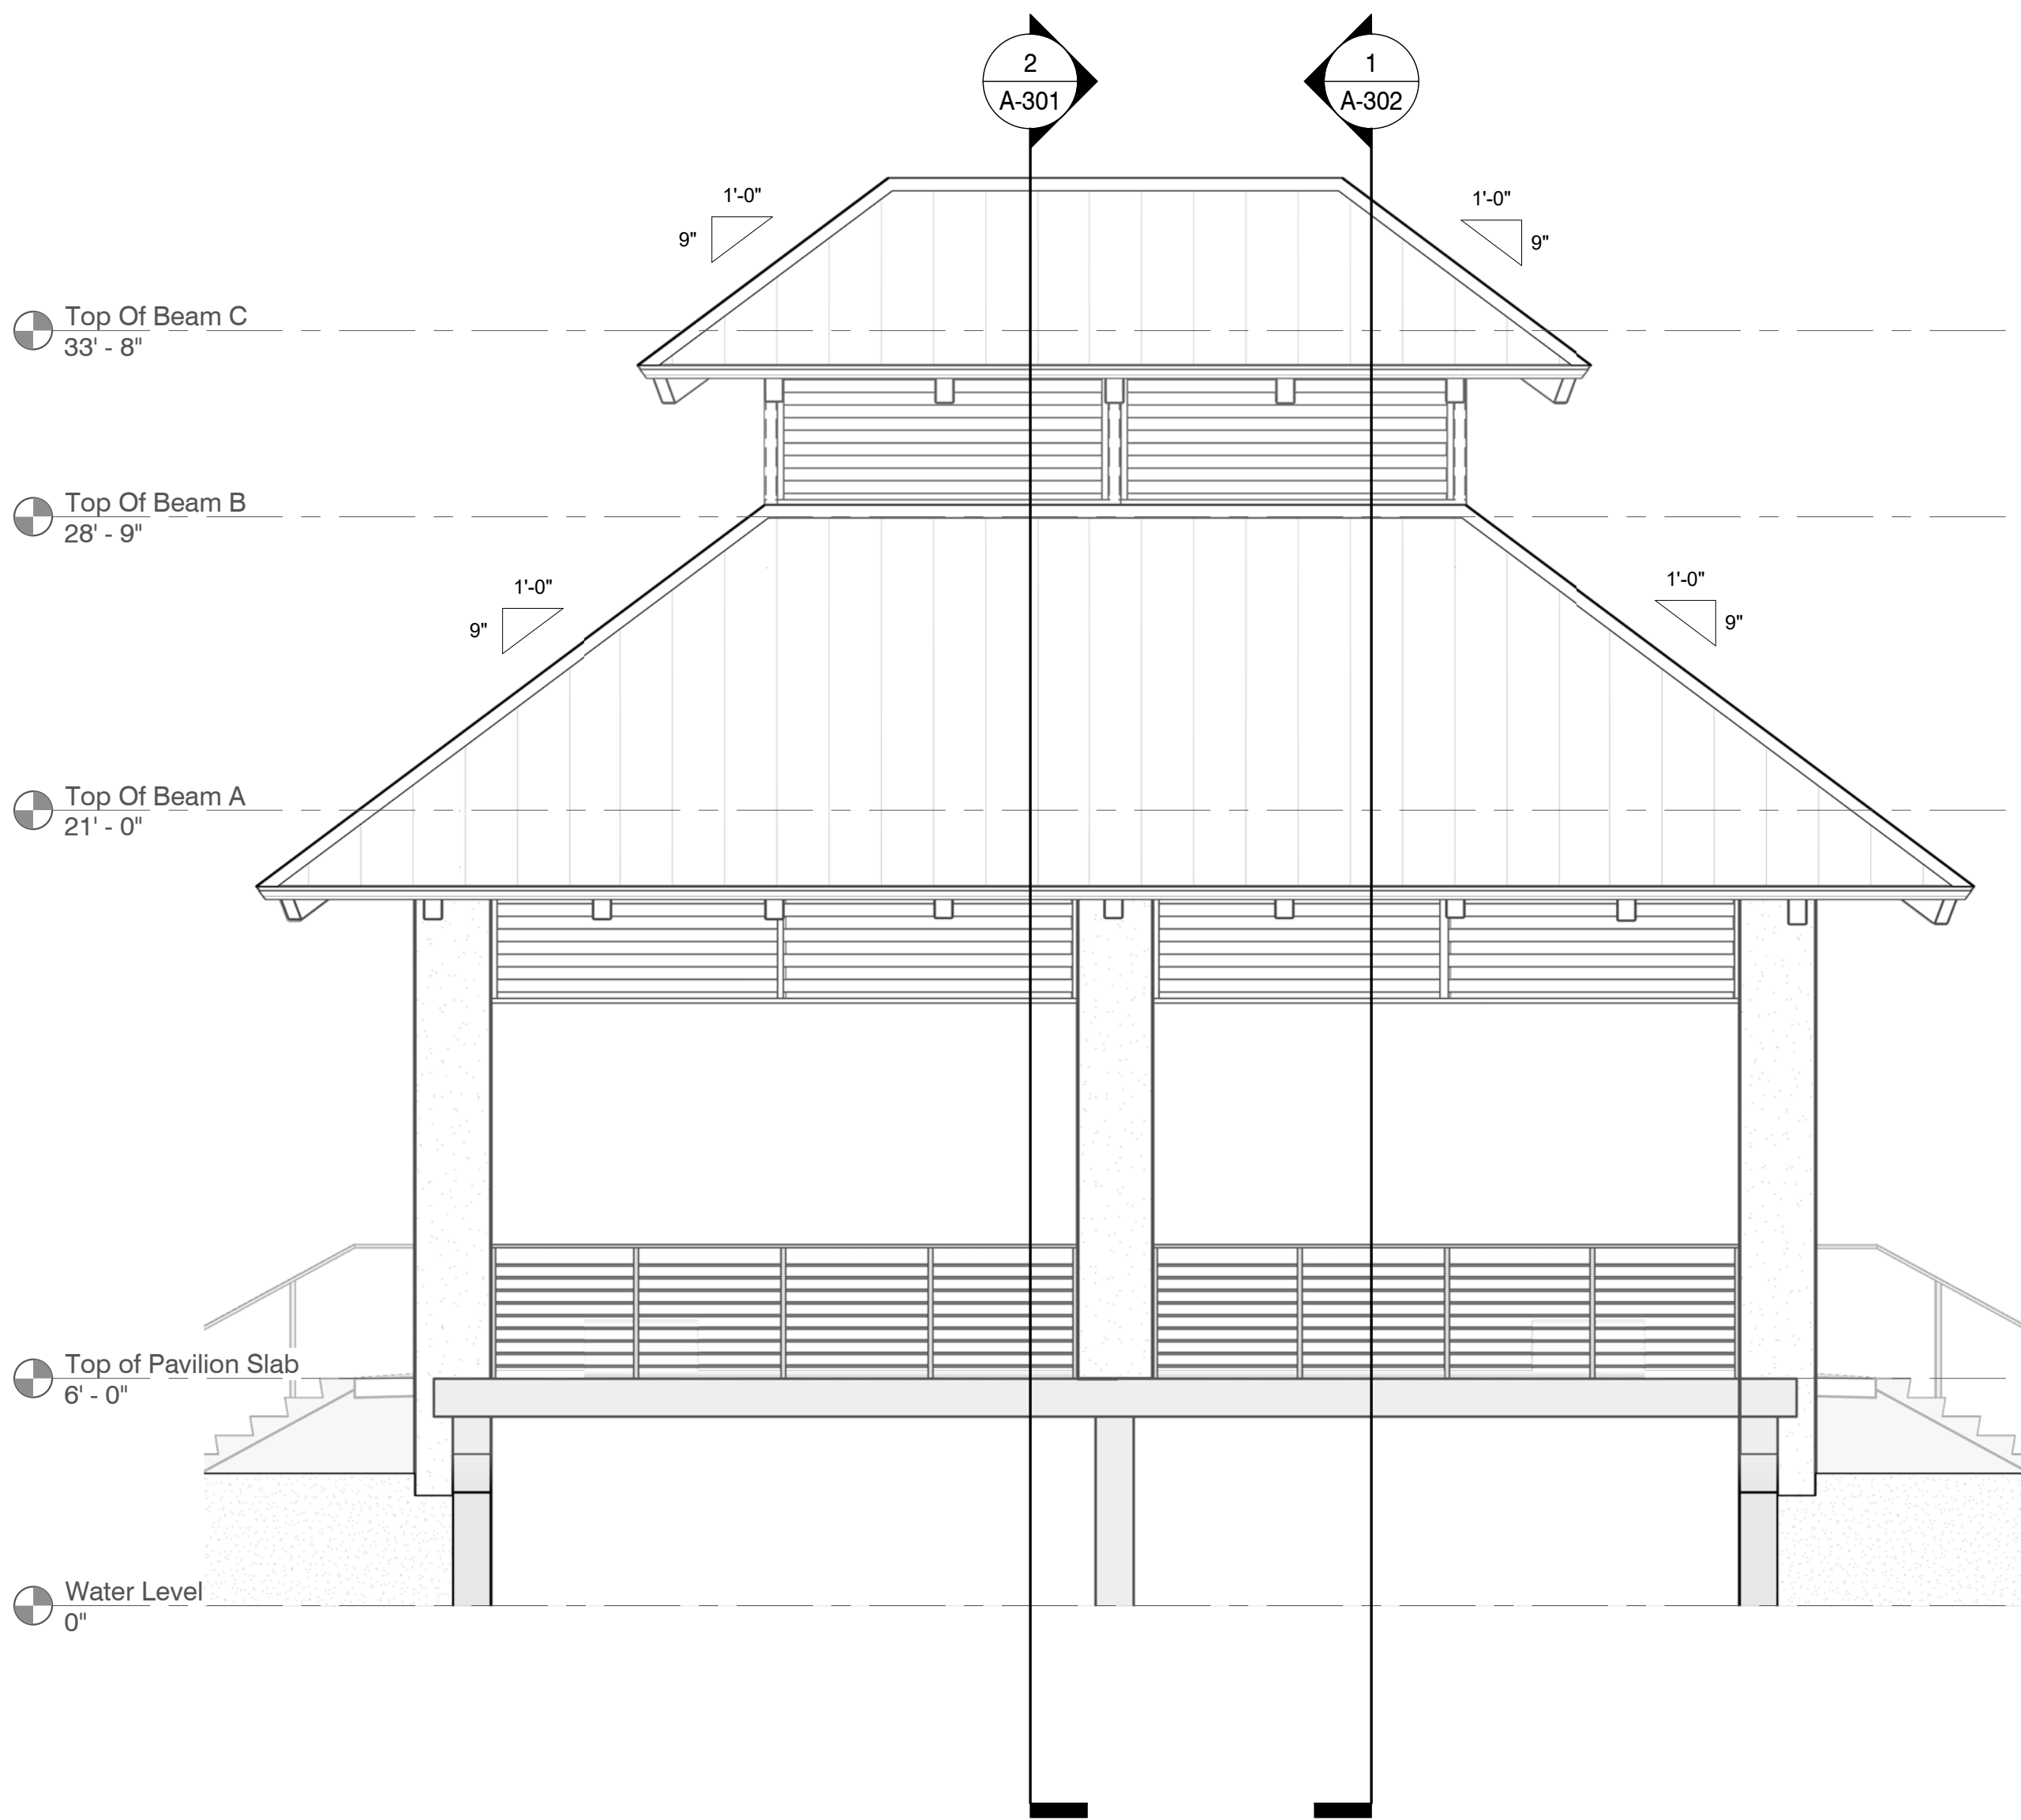 2
A-301
1
A-302
1'-0"
9"
1'-0"
9"
Top Of Beam C
33' - 8"
Top Of Beam B
28' - 9"
1'-0"
9"
1'-0"
9"
Top Of Beam A
21' - 0"
Top of Pavilion Slab
6' - 0"
Water Level
0"